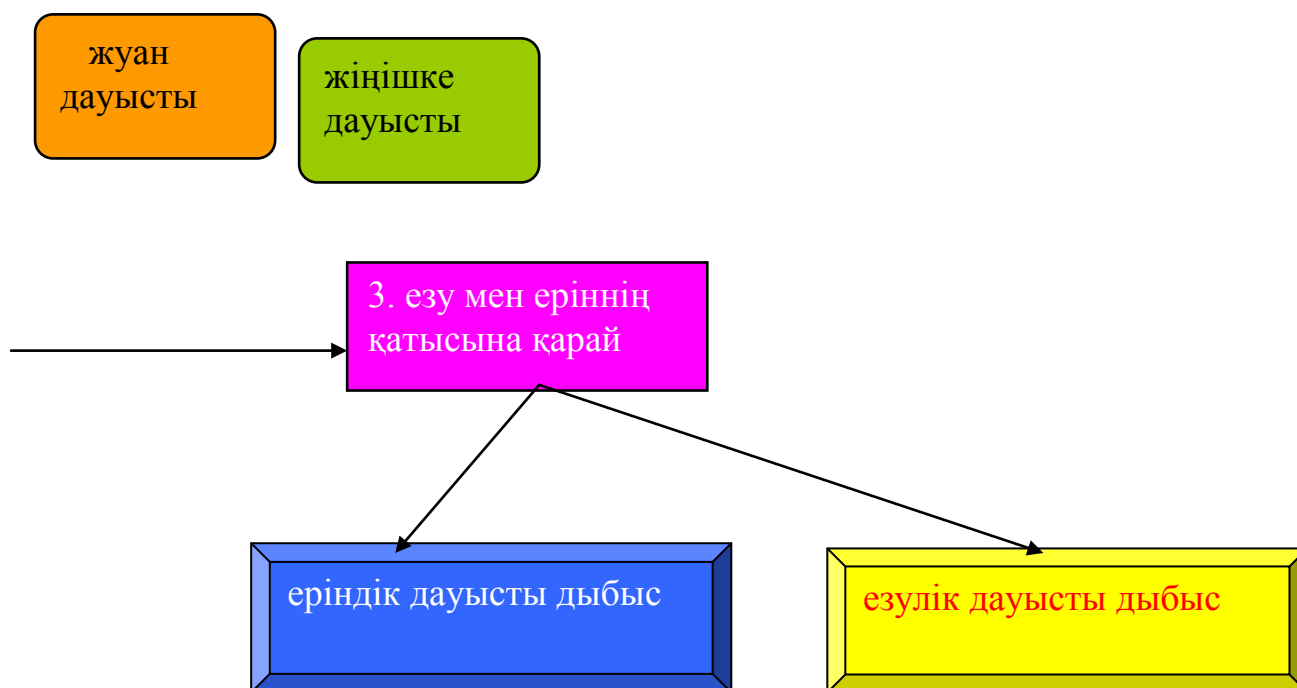 жуан
дауысты
жіңішке
дауысты
3. езу мен еріннің
қатысына қарай
еріндік дауысты дыбыс
езулік дауысты дыбыс